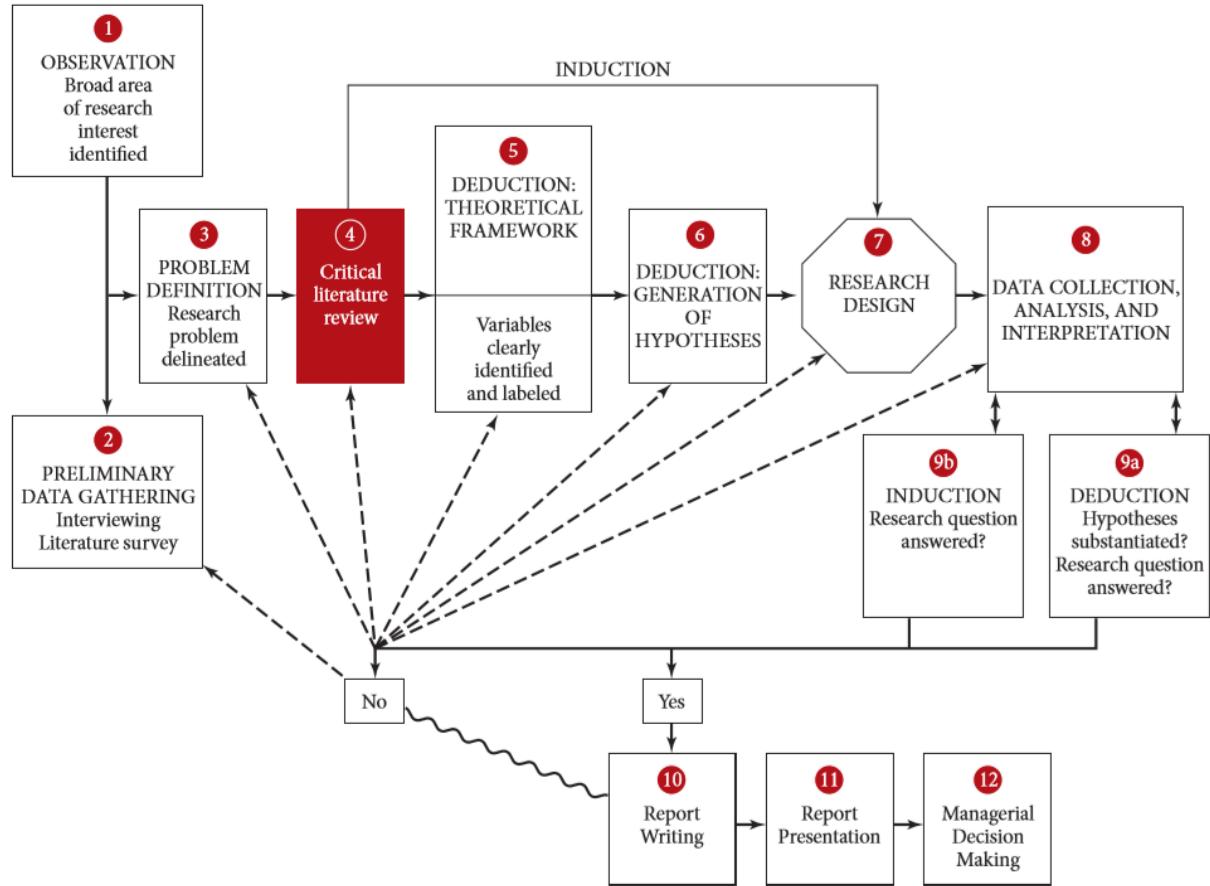 1
OBSERVATION
Broad area
of research
interest
identified
INDUCTION
5
DEDUCTION:
THEORETICAL
FRAMEWORK
Variables
clearly
identified
and labeled
3
PROBLEM
DEFINITION
Research
problem
delineated
4
Critical
literature
review
6
DEDUCTION:
GENERATION
OF
HYPOTHESES
7
RESEARCH
DESIGN
8
DATA COLLECTION,
ANALYSIS, AND
INTERPRETATION
2
PRELIMINARY
DATA GATHERING
Interviewing
Literature survey
9b
INDUCTION
Research question
answered?
9a
DEDUCTION
Hypotheses
substantiated?
Research question
answered?
No
Yes
10
Report
Writing
11
Report
Presentation
12
Managerial
Decision
Making